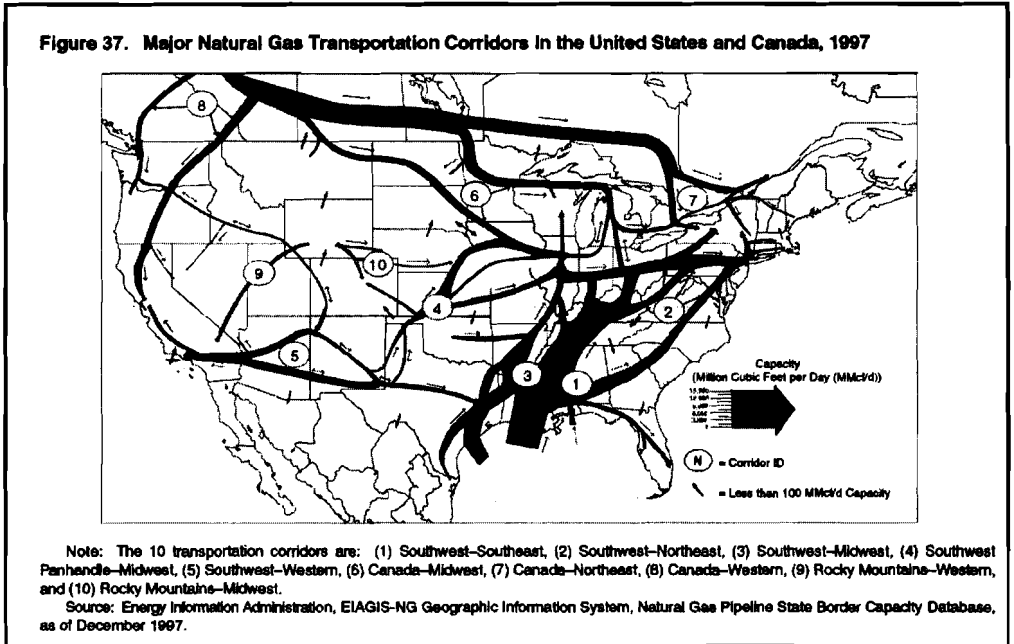 Figure 37. Major Natural Gas Transportation Corridors in the United States and Canada, 1997
8
6
7
9
10
4
2
5
3
1
Capacity
(Million Cubic Feet per Day (MMcf/d))
N = Corridor ID
= Less than 100 MMcf/d Capacity
Note: The 10 transportation corridors are: (1) Southwest–Southeast, (2) Southwest–Northeast, (3) Southwest–Midwest, (4) Southwest
Panhandle–Midwest, (5) Southwest–Western, (6) Canada–Midwest, (7) Canada–Northeast, (8) Canada–Western, (9) Rocky Mountains–Western,
and (10) Rocky Mountains–Midwest.
Source: Energy Information Administration, EIAGIS-NG Geographic Information System, Natural Gas Pipeline State Border Capacity Database,
as of December 1997.